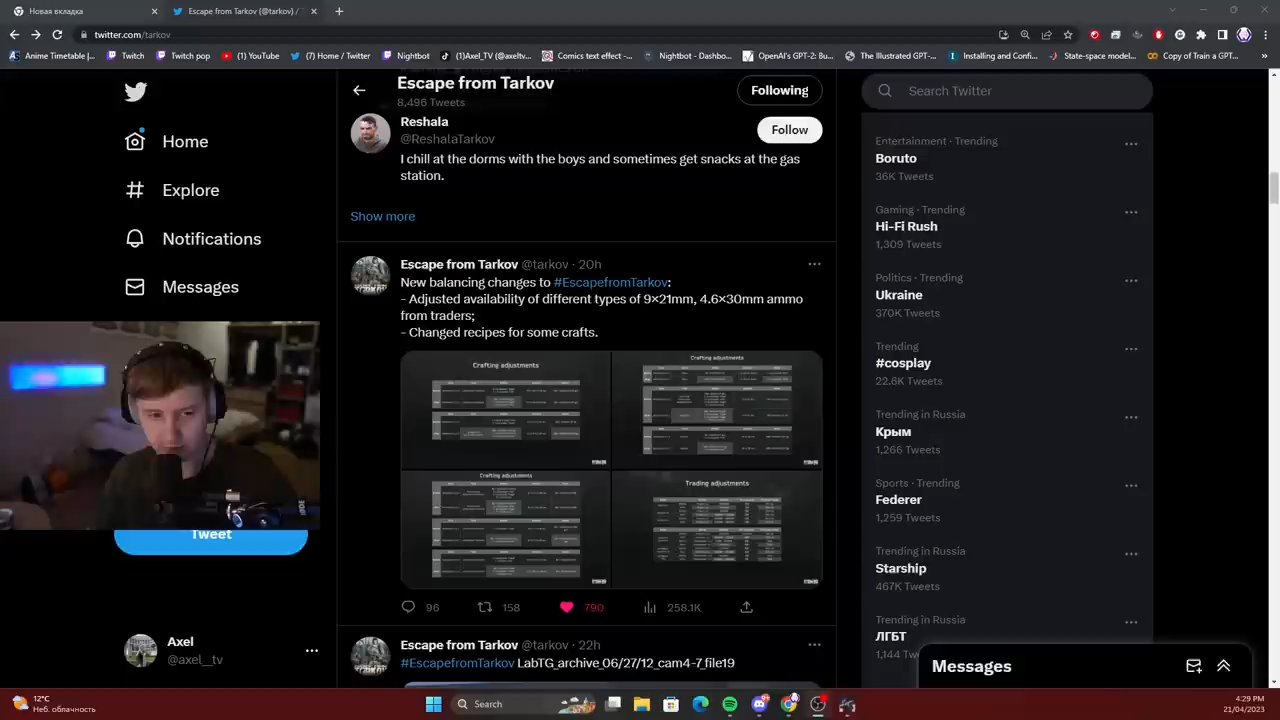 Новая вкладка
Escape from Tarkov (@tarkov) /
twitter.com/tarkov
Anime Timetable |...
Twitch
Twitch pop
(1) YouTube
(7) Home / Twitter
Nightbot
Axel_TV (@axeltv...
Comics text effect -...
Nightbot - Dashbo...
OpenAI's GPT-2: Bu...
The Illustrated GPT-...
Installing and Confi...
State-space model...
Copy of Train a GPT...
Escape from Tarkov
8,496 Tweets
Following
Search Twitter
Home
Explore
Notifications
Messages
Tweet
Axel
@axel__tv
Reshala
@ReshalaTarkov
Follow
I chill at the dorms with the boys and sometimes get snacks at the gas
station.
Show more
Escape from Tarkov @tarkov · 20h
New balancing changes to #EscapefromTarkov:
- Adjusted availability of different types of 9×21mm, 4.6×30mm ammo
from traders;
- Changed recipes for some crafts.
Crafting adjustments
Crafting adjustments
Crafting adjustments
Trading adjustments
96
158
790
258.1K
Escape from Tarkov @tarkov · 22h
#EscapefromTarkov LabTG_archive_06/27/12_cam4-7_file19
Entertainment · Trending
Boruto
36K Tweets
Gaming · Trending
Hi-Fi Rush
1,309 Tweets
Politics · Trending
Ukraine
370K Tweets
Trending
#cosplay
22.6K Tweets
Trending in Russia
Крым
1,266 Tweets
Sports · Trending
Federer
1,259 Tweets
Trending in Russia
Starship
467K Tweets
Trending in Russia
ЛГБТ
1,144 Tw
Messages
12°C
Неб. облачность
Search
4:29 PM
21/04/2023